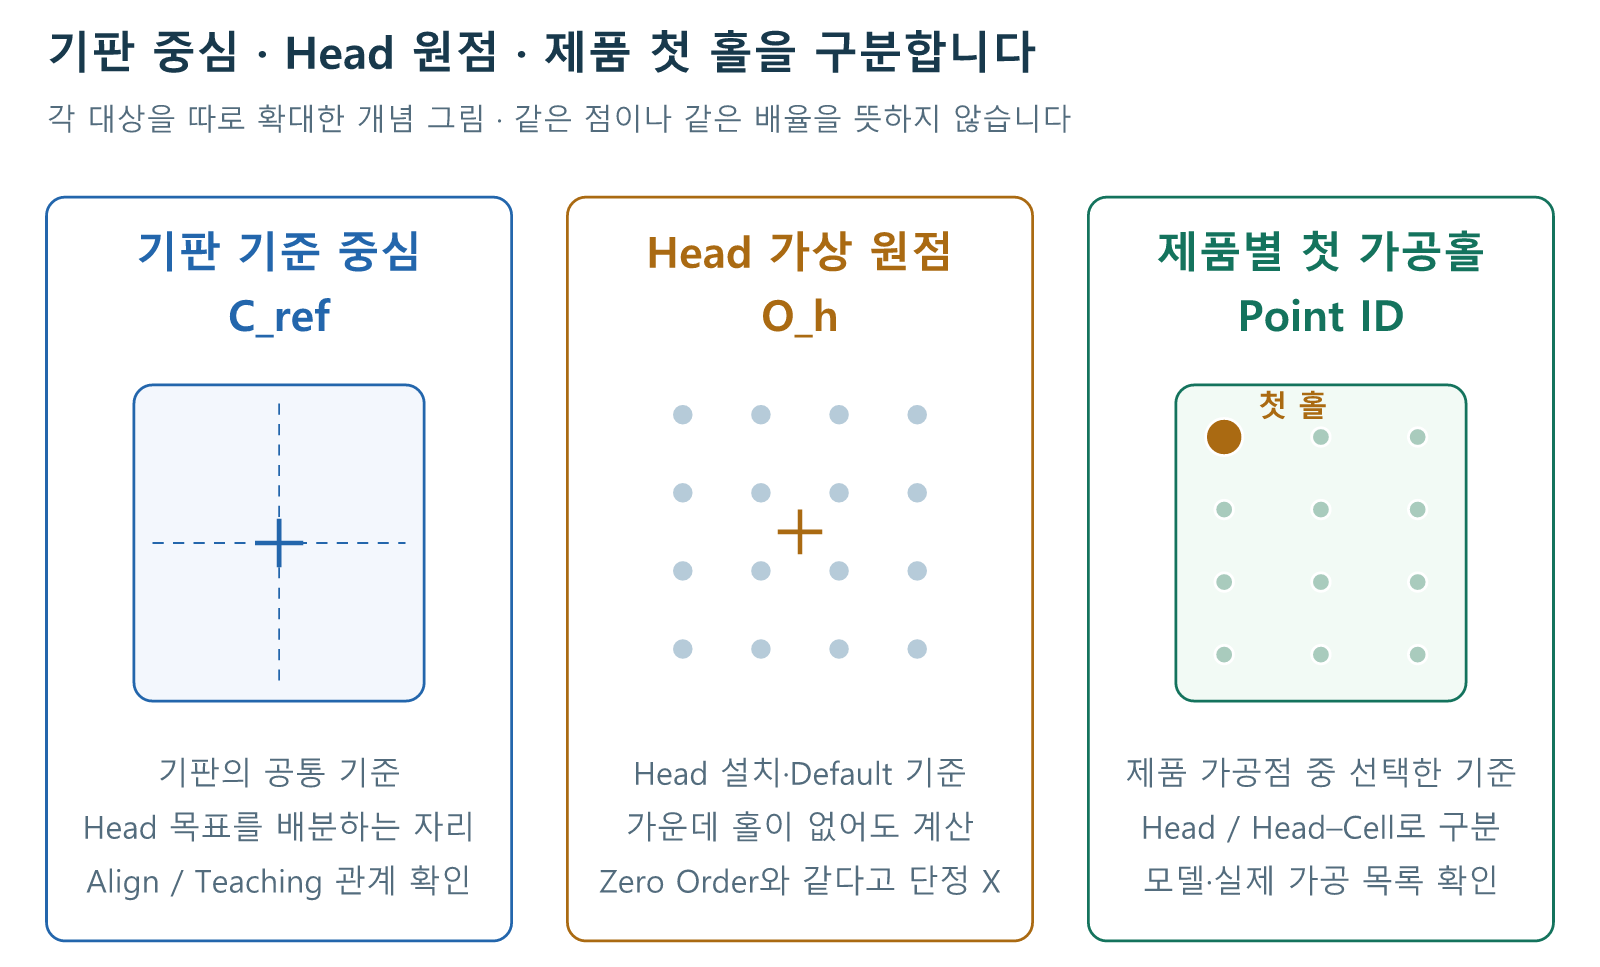 기판 중심 · Head 원점 · 제품 첫 홀을 구분합니다
각 대상을 따로 확대한 개념 그림 · 같은 점이나 같은 배율을 뜻하지 않습니다
기판 기준 중심
C_ref
기판의 공통 기준
Head 목표를 배분하는 자리
Align / Teaching 관계 확인
Head 가상 원점
O_h
Head 설치·Default 기준
가운데 홀이 없어도 계산
Zero Order와 같다고 단정 X
제품별 첫 가공홀
Point ID
첫 홀
제품 가공점 중 선택한 기준
Head / Head–Cell로 구분
모델·실제 가공 목록 확인